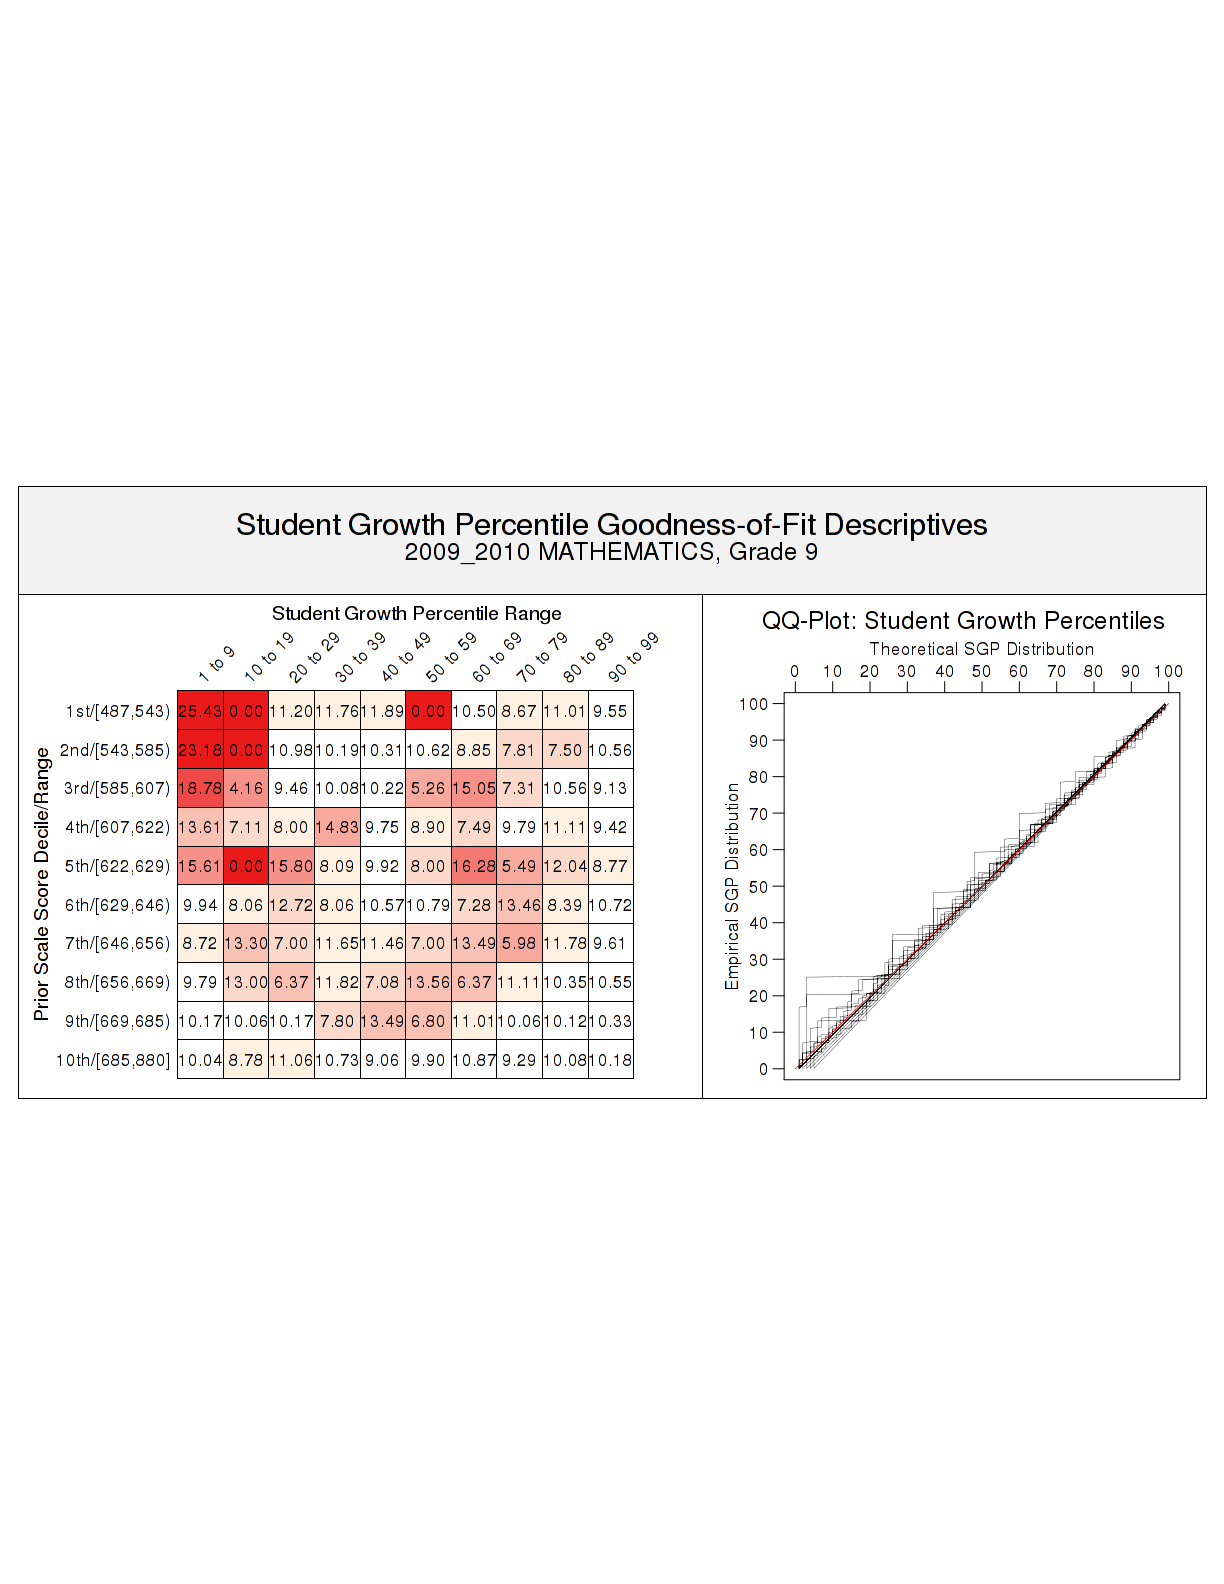 Student Growth Percentile Goodness-of-Fit Descriptives
2009_2010 MATHEMATICS, Grade 9
Student Growth Percentile Range
1 to 9 10 to 19 20 to 29 30 to 39 40 to 49 50 to 59 60 to 69 70 to 79 80 to 89 90 to 99
Prior Scale Score Decile/Range
1st/[487,543) 25.43 0.00 11.20 11.76 11.89 0.00 10.50 8.67 11.01 9.55
2nd/[543,585) 23.18 0.00 10.98 10.19 10.31 10.62 8.85 7.81 7.50 10.56
3rd/[585,607) 18.78 4.16 9.46 10.08 10.22 5.26 15.05 7.31 10.56 9.13
4th/[607,622) 13.61 7.11 8.00 14.83 9.75 8.90 7.49 9.79 11.11 9.42
5th/[622,629) 15.61 0.00 15.80 8.09 9.92 8.00 16.28 5.49 12.04 8.77
6th/[629,646) 9.94 8.06 12.72 8.06 10.57 10.79 7.28 13.46 8.39 10.72
7th/[646,656) 8.72 13.30 7.00 11.65 11.46 7.00 13.49 5.98 11.78 9.61
8th/[656,669) 9.79 13.00 6.37 11.82 7.08 13.56 6.37 11.11 10.35 10.55
9th/[669,685) 10.17 10.06 10.17 7.80 13.49 6.80 11.01 10.06 10.12 10.33
10th/[685,880] 10.04 8.78 11.06 10.73 9.06 9.90 10.87 9.29 10.08 10.18
QQ-Plot: Student Growth Percentiles
Theoretical SGP Distribution
0 10 20 30 40 50 60 70 80 90 100
Empirical SGP Distribution
100
90
80
70
60
50
40
30
20
10
0